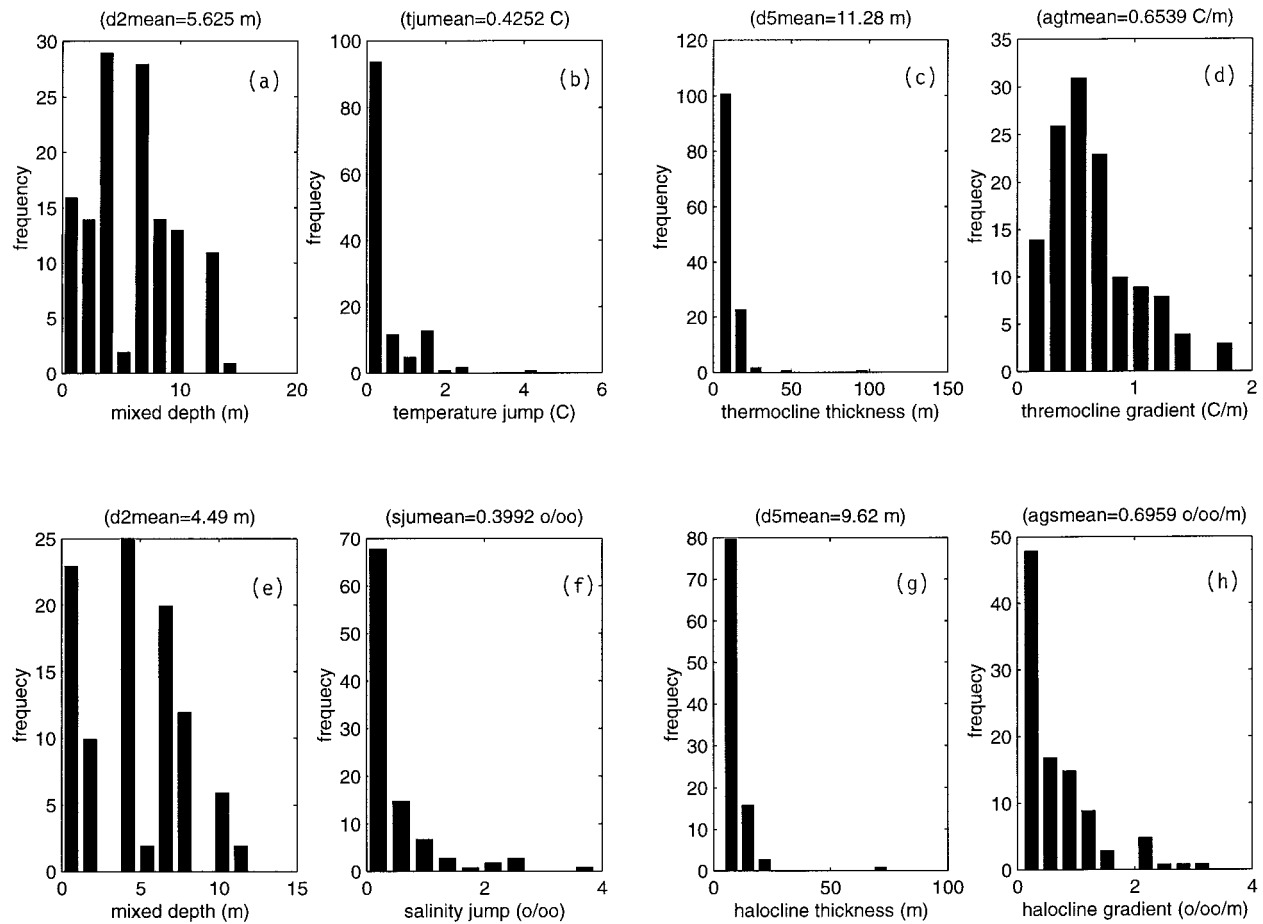 (d2mean=5.625 m)
(a)
30
25
20
15
10
5
0
frequency
0 10 20
mixed depth (m)
(tjumean=0.4252 C)
(b)
100
80
60
40
20
0
frequecy
0 2 4 6
temperature jump (C)
(d5mean=11.28 m)
(c)
120
100
80
60
40
20
0
frequency
0 50 100 150
thermocline thickness (m)
(agtmean=0.6539 C/m)
(d)
35
30
25
20
15
10
5
0
frequecy
0 1 2
thremocline gradient (C/m)
(d2mean=4.49 m)
(e)
25
20
15
10
5
0
frequecy
0 5 10 15
mixed depth (m)
(sjumean=0.3992 o/oo)
(f)
70
60
50
40
30
20
10
0
frequecy
0 2 4
salinity jump (o/oo)
(d5mean=9.62 m)
(g)
80
70
60
50
40
30
20
10
0
frequecy
0 50 100
halocline thickness (m)
(agsmean=0.6959 o/oo/m)
(h)
50
40
30
20
10
0
frequecy
0 2 4
halocline gradient (o/oo/m)